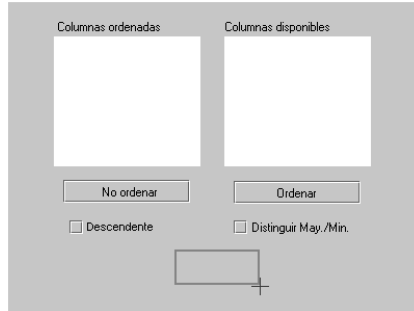 Columnas ordenadas
Columnas disponibles
No ordenar
Ordenar
Descendente
Distinguir May./Min.